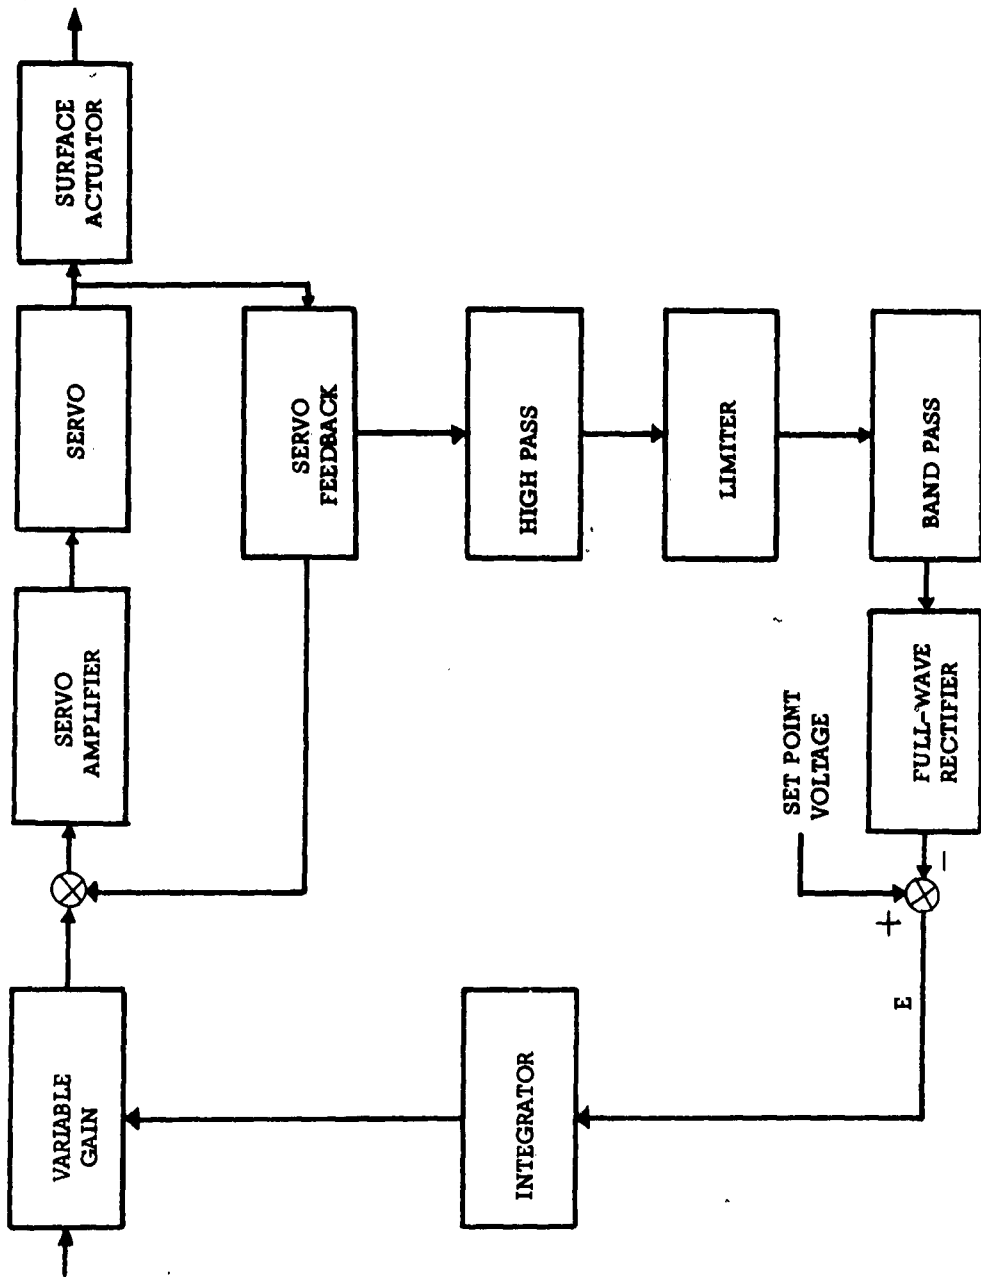 VARIABLE
GAIN
SERVO
AMPLIFIER
SERVO
SURFACE
ACTUATOR
SERVO
FEEDBACK
HIGH PASS
LIMITER
BAND PASS
FULL-WAVE
RECTIFIER
SET POINT
VOLTAGE
−
+
E
INTEGRATOR